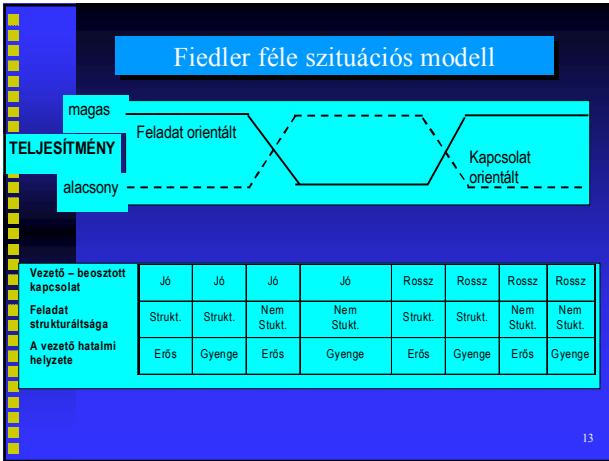 Fiedler féle szituációs modell
magas
Feladat orientált
TELJESÍTMÉNY
Kapcsolat
orientált
alacsony
Vezető – beosztott
kapcsolat
Jó Jó Jó Jó Rossz Rossz Rossz Rossz
Feladat
strukturáltsága
Strukt. Strukt. Nem Stukt. Nem Stukt. Strukt. Strukt. Nem Stukt. Nem Stukt.
A vezető hatalmi
helyzete
Erős Gyenge Erős Gyenge Erős Gyenge Erős Gyenge
13